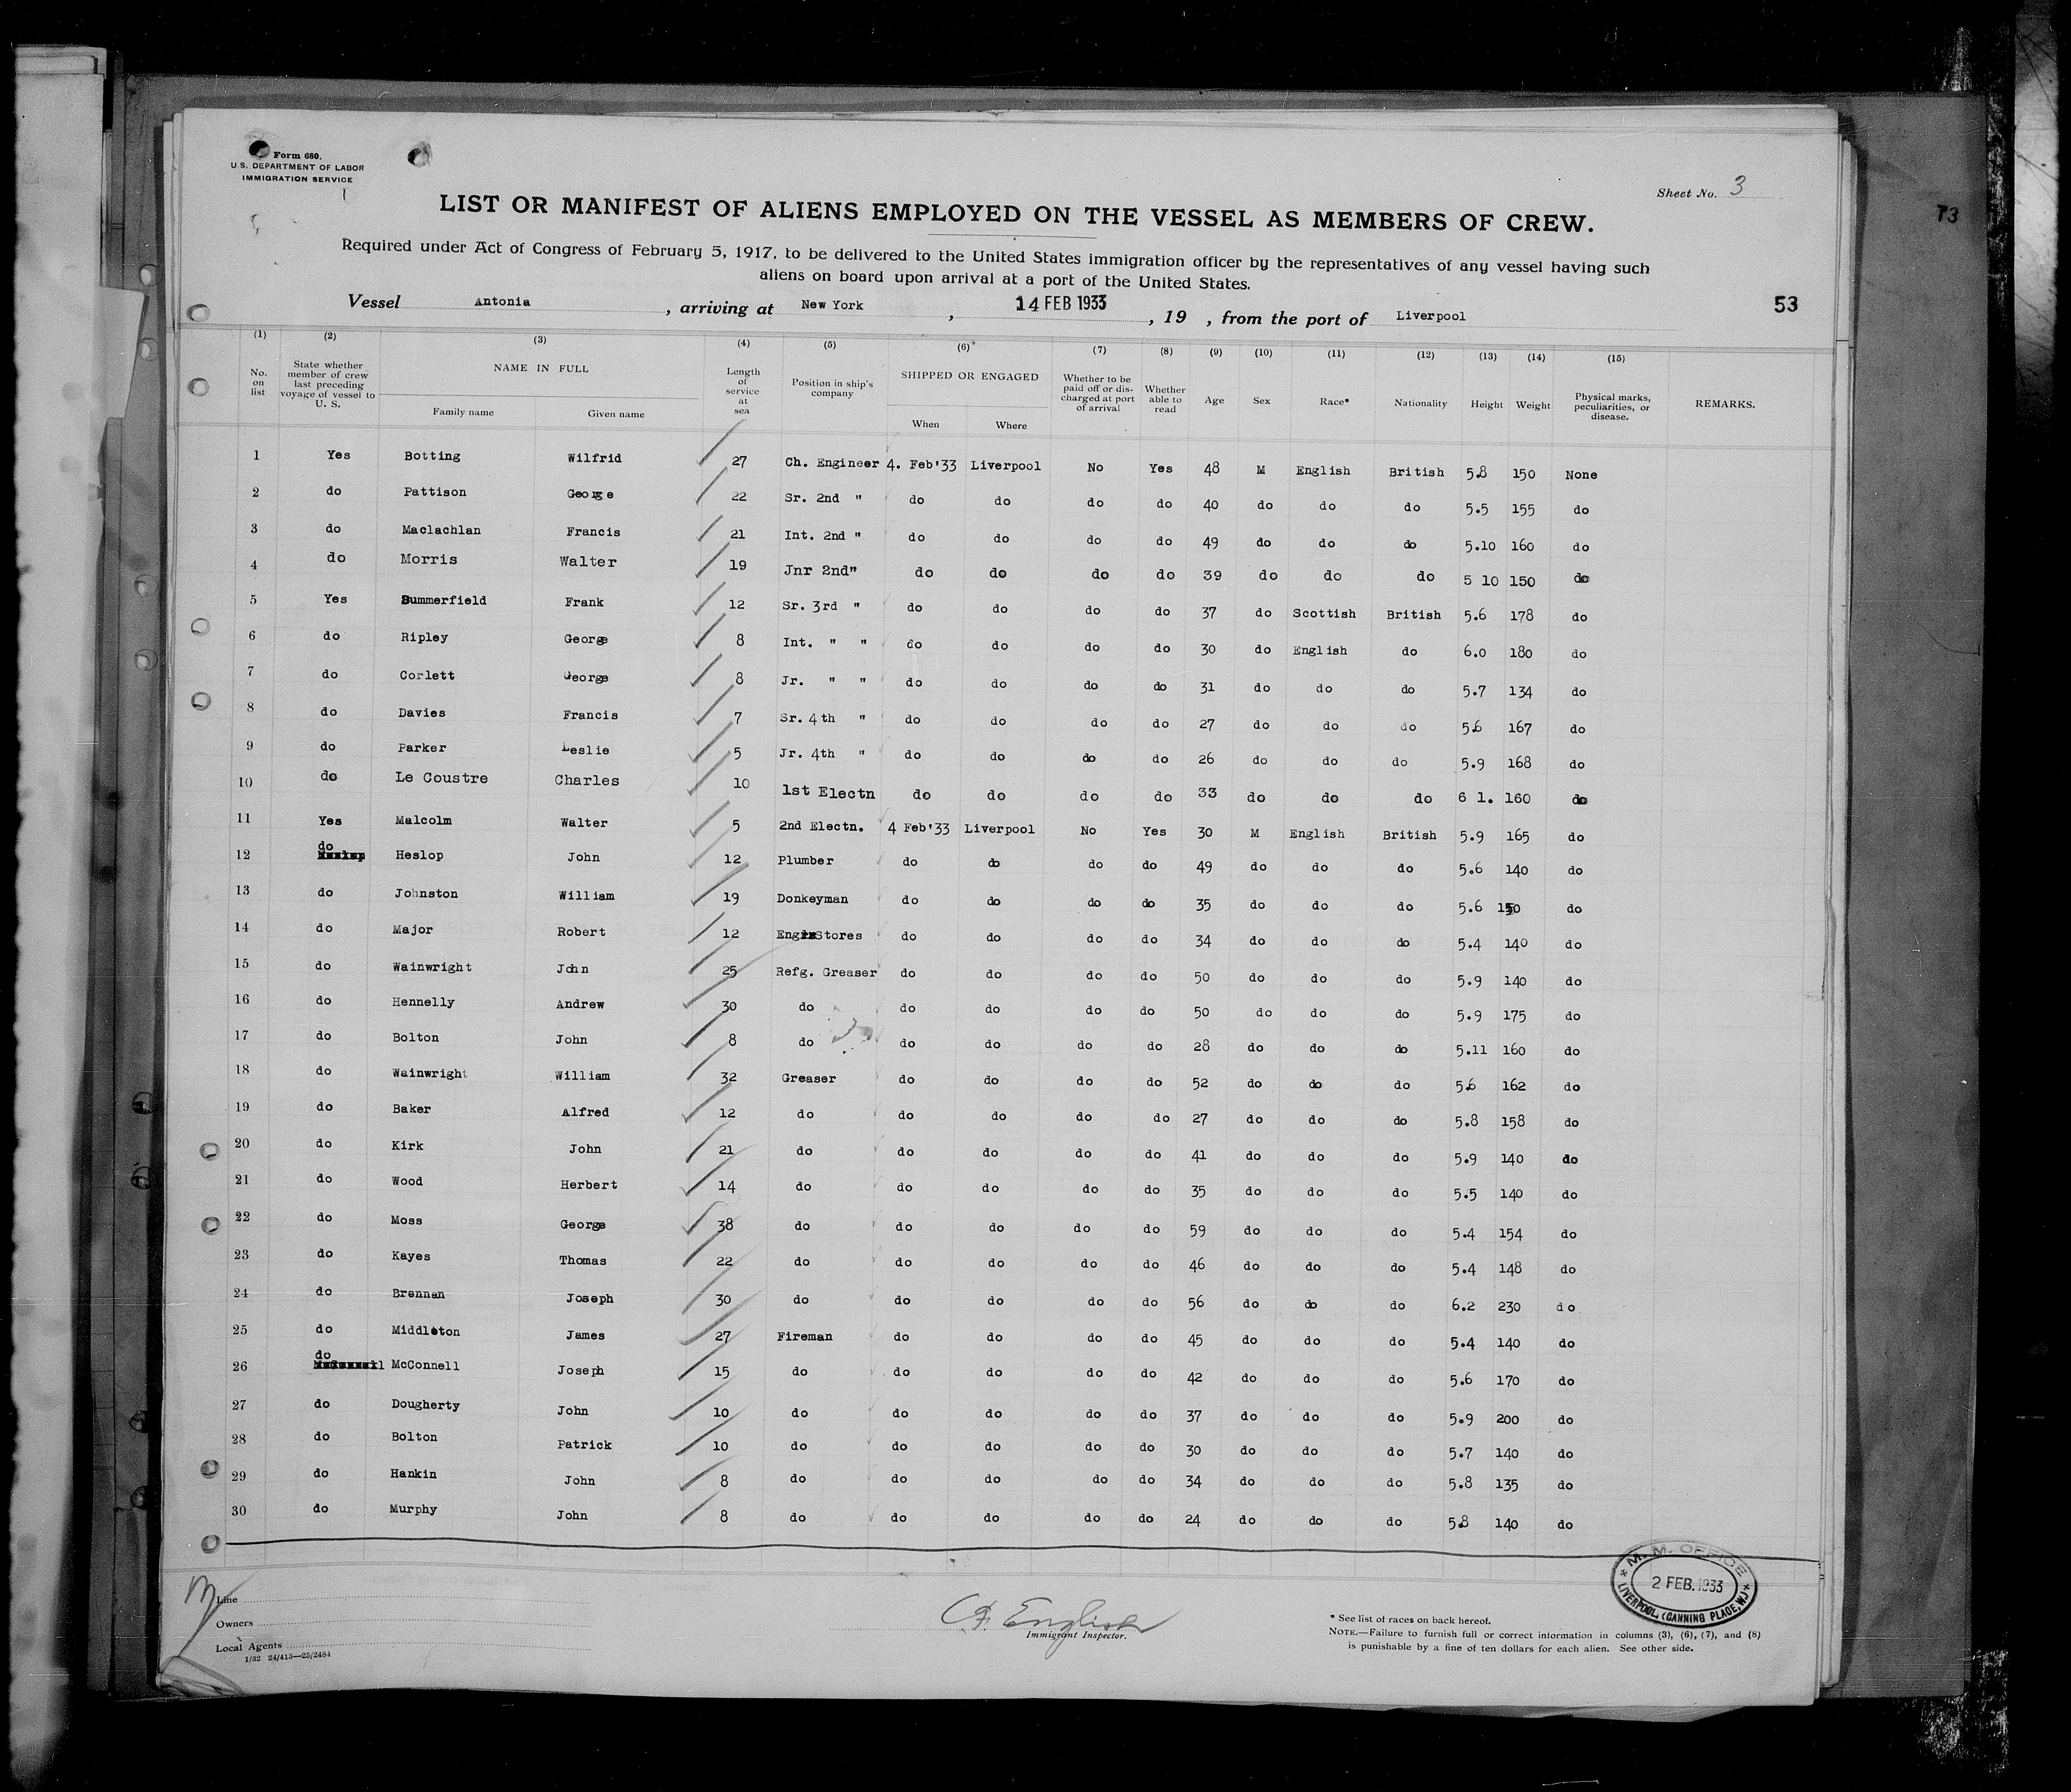 Form 680.
U.S. DEPARTMENT OF LABOR
IMMIGRATION SERVICE
Sheet No. 3
73
LIST OR MANIFEST OF ALIENS EMPLOYED ON THE VESSEL AS MEMBERS OF CREW.
Required under Act of Congress of February 5, 1917, to be delivered to the United States immigration officer by the representatives of any vessel having such
aliens on board upon arrival at a port of the United States.
Vessel Antonia, arriving at New York, 14 FEB 1933, 19 , from the port of Liverpool
53
(1) (2) (3) (4) (5) (6)* (7) (8) (9) (10) (11) (12) (13) (14) (15)
No. on list State whether member of crew last preceding voyage of vessel to U. S. NAME IN FULL Family name Given name Length of service at sea Position in ship's company SHIPPED OR ENGAGED When Where Whether to be paid off or discharged at port of arrival Whether able to read Age Sex Race* Nationality Height Weight Physical marks, peculiarities, or disease. REMARKS.
1 Yes Botting Wilfrid 27 Ch. Engineer 4. Feb'33 Liverpool No Yes 48 M English British 5.8 150 None
2 do Pattison George 22 Sr. 2nd " do do do do 40 do do do 5.5 155 do
3 do Maclachlan Francis 21 Int. 2nd " do do do do 49 do do do 5.10 160 do
4 do Morris Walter 19 Jnr 2nd" do do do do 39 do do do 5 10 150 do
5 Yes Summerfield Frank 12 Sr. 3rd " do do do do 37 do Scottish British 5.6 178 do
6 do Ripley George 8 Int. " " do do do do 30 do English do 6.0 180 do
7 do Corlett George 8 Jr. " " do do do do 31 do do do 5.7 134 do
8 do Davies Francis 7 Sr. 4th " do do do do 27 do do do 5.6 167 do
9 do Parker Leslie 5 Jr. 4th " do do do do 26 do do do 5.9 168 do
10 do Le Coustre Charles 10 1st Electn do do do do 33 do do do 6 1. 160 do
11 Yes Malcolm Walter 5 2nd Electn. 4 Feb'33 Liverpool No Yes 30 M English British 5.9 165 do
12 do Heslop John 12 Plumber do do do do 49 do do do 5.6 140 do
13 do Johnston William 19 Donkeyman do do do do 35 do do do 5.6 150 do
14 do Major Robert 12 Engr Stores do do do do 34 do do do 5.4 140 do
15 do Wainwright John 25 Refg. Greaser do do do do 50 do do do 5.9 140 do
16 do Hennelly Andrew 30 do do do do do 50 do do do 5.9 175 do
17 do Bolton John 8 do do do do do 28 do do do 5.11 160 do
18 do Wainwright William 32 Greaser do do do do 52 do do do 5.6 162 do
19 do Baker Alfred 12 do do do do do 27 do do do 5.8 158 do
20 do Kirk John 21 do do do do do 41 do do do 5.9 140 do
21 do Wood Herbert 14 do do do do do 35 do do do 5.5 140 do
22 do Moss George 38 do do do do do 59 do do do 5.4 154 do
23 do Kayes Thomas 22 do do do do do 46 do do do 5.4 148 do
24 do Brennan Joseph 30 do do do do do 56 do do do 6.2 230 do
25 do Middleton James 27 Fireman do do do do 45 do do do 5.4 140 do
26 do McConnell Joseph 15 do do do do do 42 do do do 5.6 170 do
27 do Dougherty John 10 do do do do do 37 do do do 5.9 200 do
28 do Bolton Patrick 10 do do do do do 30 do do do 5.7 140 do
29 do Hankin John 8 do do do do do 34 do do do 5.8 135 do
30 do Murphy John 8 do do do do do 24 do do do 5.8 140 do
M. M. OFFICE
2 FEB. 1933
LIVERPOOL, (CANNING PLACE, W.)
Line
Owners
Local Agents
1/32 24/413—25/2484
English
Immigrant Inspector.
* See list of races on back hereof.
NOTE.—Failure to furnish full or correct information in columns (3), (6), (7), and (8)
is punishable by a fine of ten dollars for each alien. See other side.